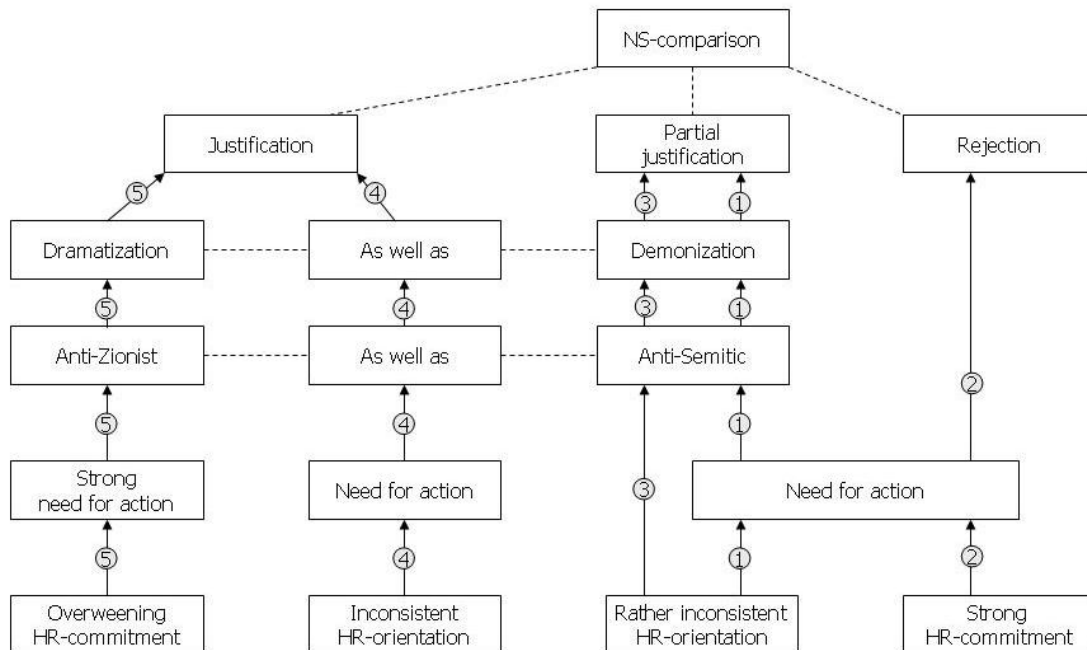 NS-comparison
Justification
Partial
justification
Rejection
5
4
3
1
Dramatization
As well as
Demonization
5
4
3
1
Anti-Zionist
As well as
Anti-Semitic
2
5
4
1
Strong
need for action
Need for action
3
Need for action
5
4
1
2
Overweening
HR-commitment
Inconsistent
HR-orientation
Rather inconsistent
HR-orientation
Strong
HR-commitment